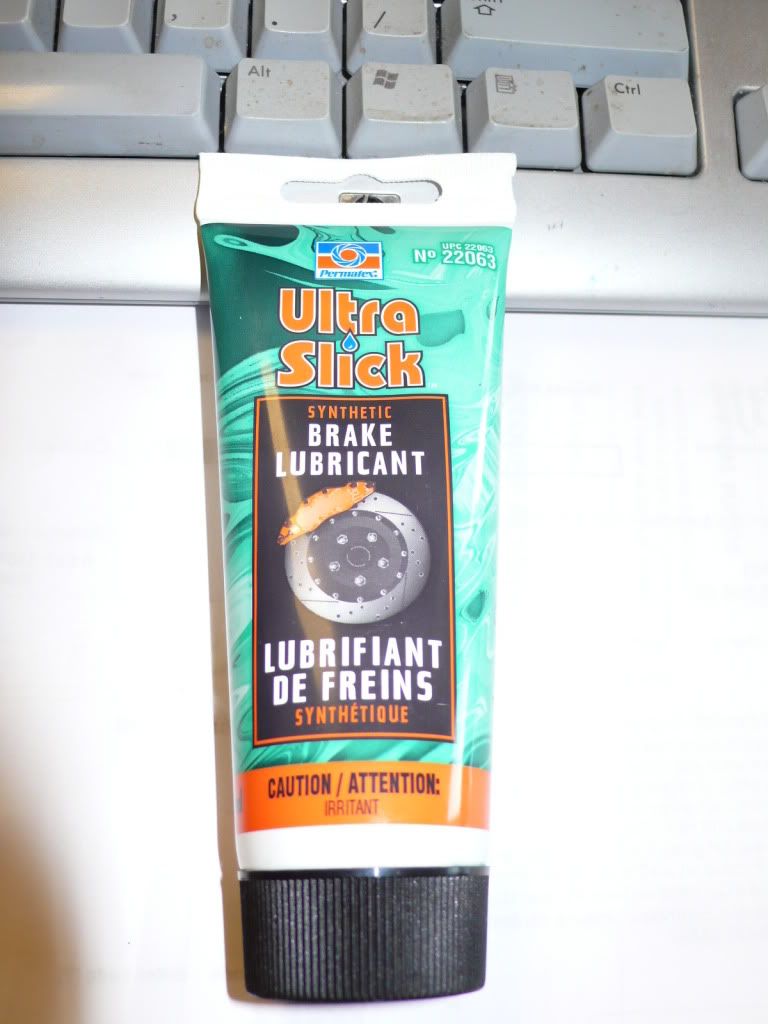 Alt
Ctrl
Permatex
UPC 22063
Nº 22063
Ultra
Slick
SYNTHETIC
BRAKE
LUBRICANT
LUBRIFIANT
DE FREINS
SYNTHÉTIQUE
CAUTION / ATTENTION:
IRRITANT